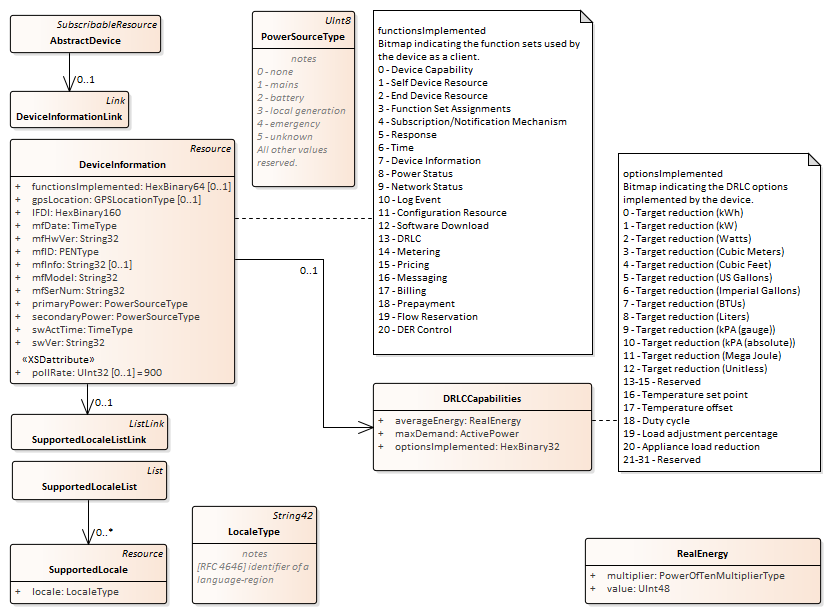 SubscribableResource
AbstractDevice
0..1
Link
DeviceInformationLink
Resource
DeviceInformation
+ functionsImplemented: HexBinary64 [0..1]
+ gpsLocation: GPSLocationType [0..1]
+ lFDI: HexBinary160
+ mfDate: TimeType
+ mfHwVer: String32
+ mfID: PENType
+ mfInfo: String32 [0..1]
+ mfModel: String32
+ mfSerNum: String32
+ primaryPower: PowerSourceType
+ secondaryPower: PowerSourceType
+ swActTime: TimeType
+ swVer: String32
«XSDattribute»
+ pollRate: UInt32 [0..1] = 900
0..1
ListLink
SupportedLocaleListLink
List
SupportedLocaleList
0..*
Resource
SupportedLocale
+ locale: LocaleType
UInt8
PowerSourceType
notes
0 - none
1 - mains
2 - battery
3 - local generation
4 - emergency
5 - unknown
All other values
reserved.
functionsImplemented
Bitmap indicating the function sets used by
the device as a client.
0 - Device Capability
1 - Self Device Resource
2 - End Device Resource
3 - Function Set Assignments
4 - Subscription/Notification Mechanism
5 - Response
6 - Time
7 - Device Information
8 - Power Status
9 - Network Status
10 - Log Event
11 - Configuration Resource
12 - Software Download
13 - DRLC
14 - Metering
15 - Pricing
16 - Messaging
17 - Billing
18 - Prepayment
19 - Flow Reservation
20 - DER Control
0..1
DRLCCapabilities
+ averageEnergy: RealEnergy
+ maxDemand: ActivePower
+ optionsImplemented: HexBinary32
optionsImplemented
Bitmap indicating the DRLC options
implemented by the device.
0 - Target reduction (kWh)
1 - Target reduction (kW)
2 - Target reduction (Watts)
3 - Target reduction (Cubic Meters)
4 - Target reduction (Cubic Feet)
5 - Target reduction (US Gallons)
6 - Target reduction (Imperial Gallons)
7 - Target reduction (BTUs)
8 - Target reduction (Liters)
9 - Target reduction (kPA (gauge))
10 - Target reduction (kPA (absolute))
11 - Target reduction (Mega Joule)
12 - Target reduction (Unitless)
13-15 - Reserved
16 - Temperature set point
17 - Temperature offset
18 - Duty cycle
19 - Load adjustment percentage
20 - Appliance load reduction
21-31 - Reserved
String42
LocaleType
notes
[RFC 4646] identifier of a
language-region
RealEnergy
+ multiplier: PowerOfTenMultiplierType
+ value: UInt48